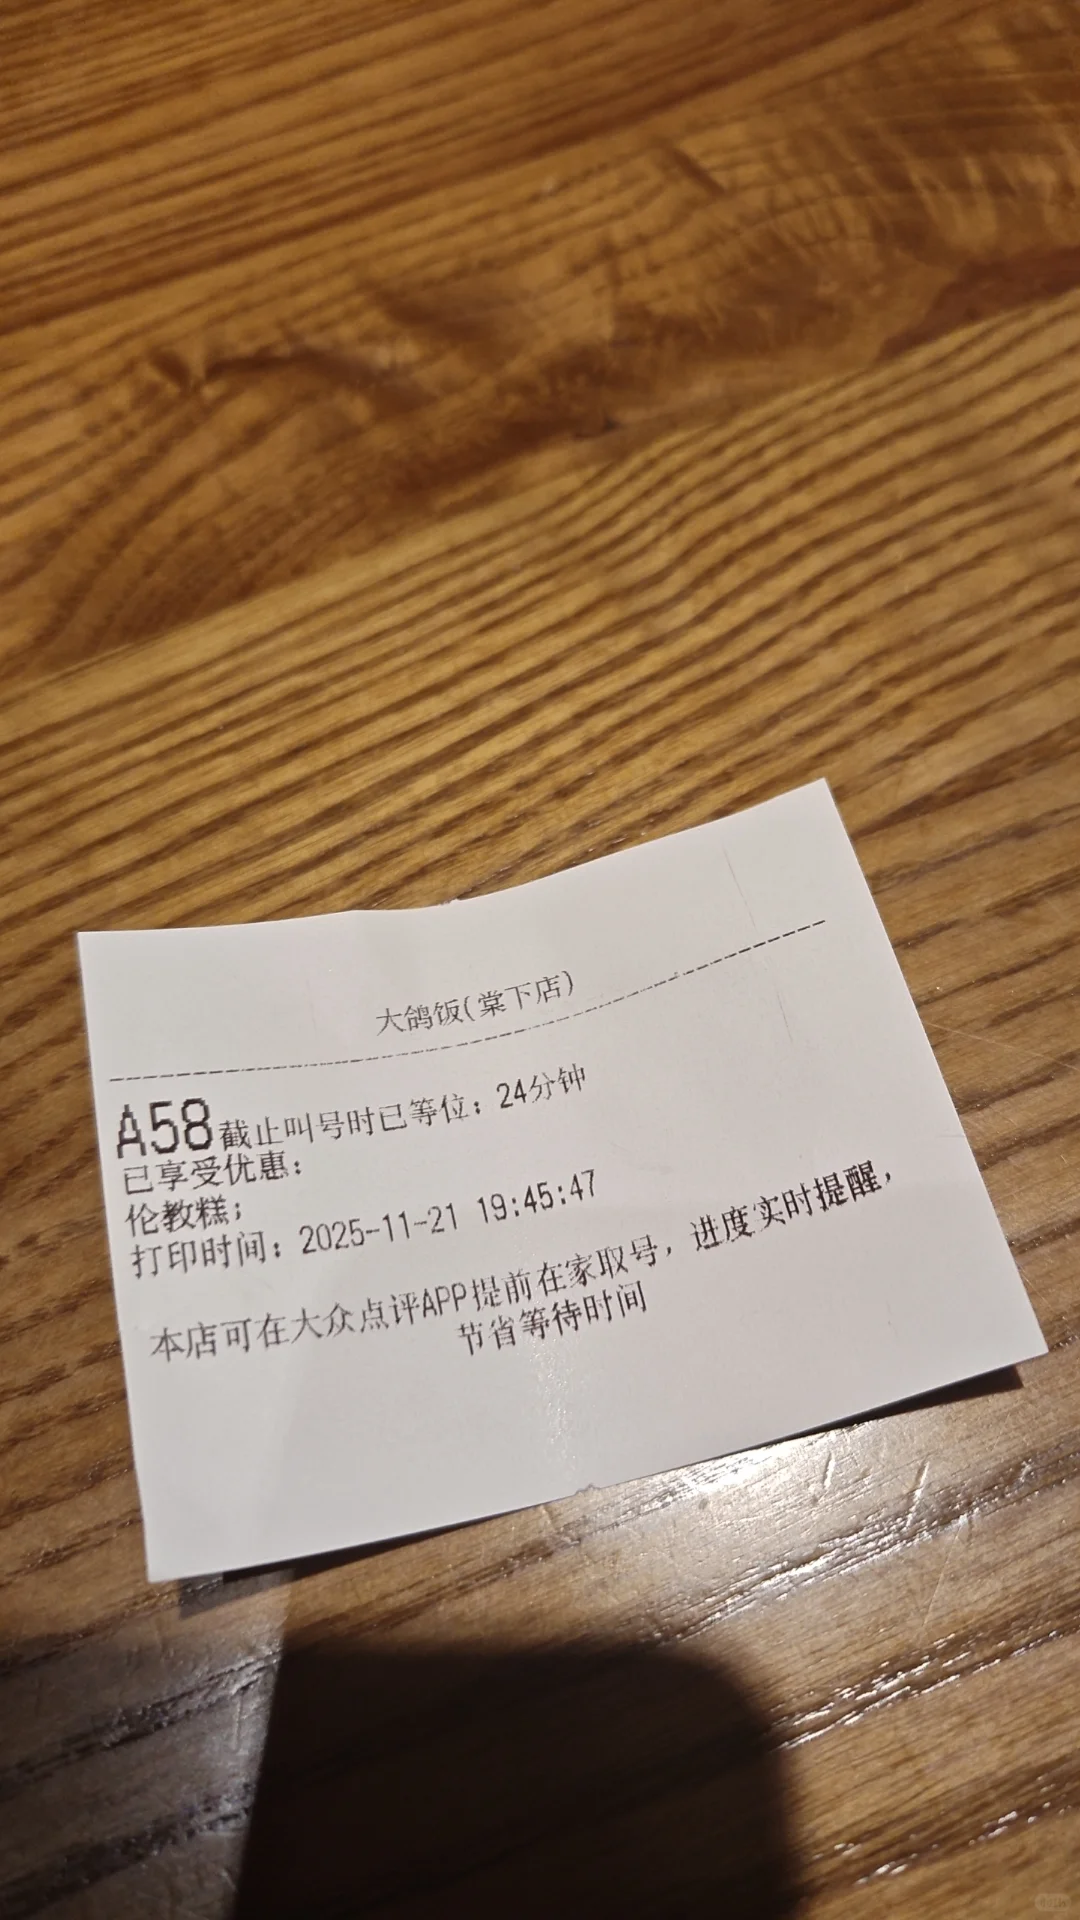 大鸽饭(棠下店)
A58截止叫号时已等位：24分钟
已享受优惠：
伦教糕；
打印时间：2025-11-21 19:45:47
本店可在大众点评APP提前在家取号，进度实时提醒，
节省等待时间